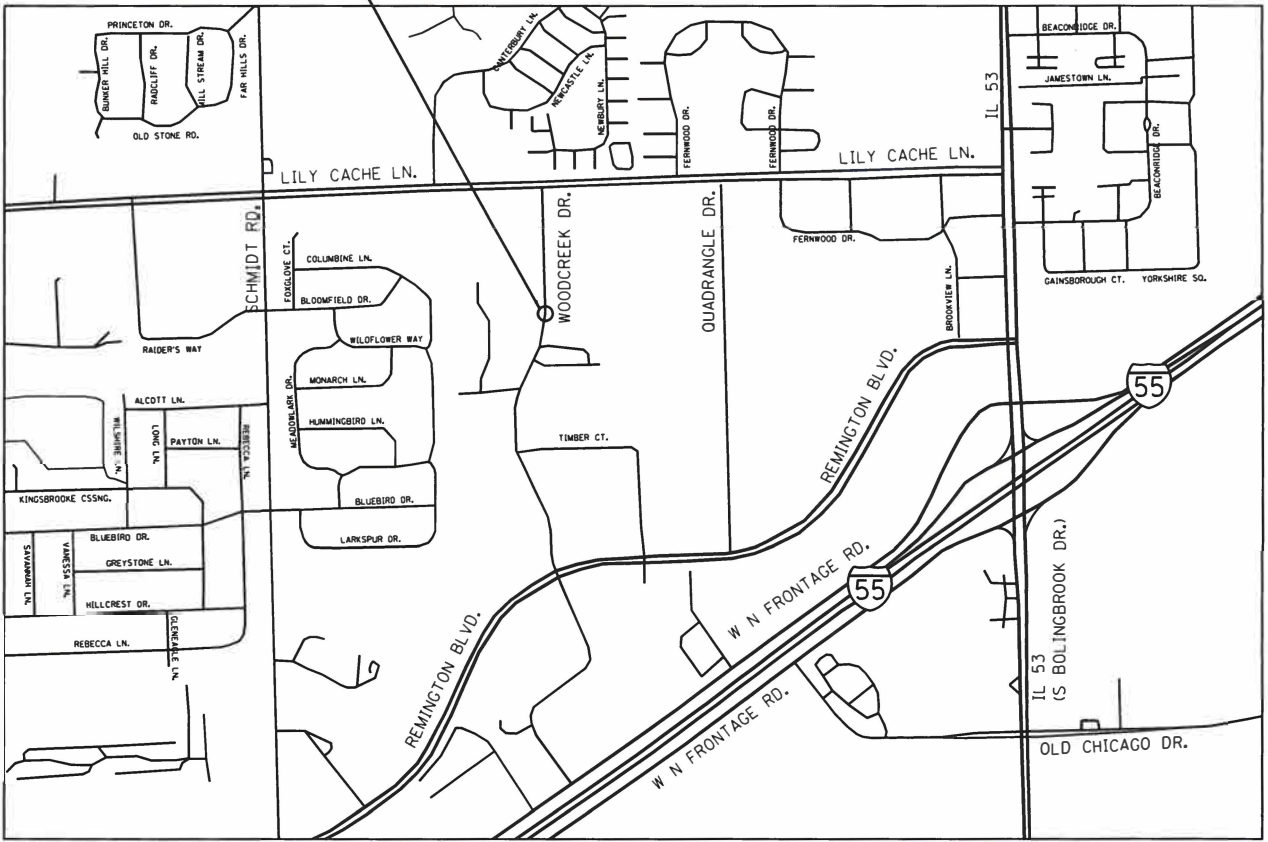 PRINCETON DR.
BUNKER HILL DR.
RADCLIFF DR.
MILL STREAM DR.
FAR HILLS DR.
OLD STONE RD.
CANTERBURY LN.
NEWCASTLE LN.
NEWBURY LN.
FERNWOOD DR.
FERNWOOD DR.
IL 53
BEACONRIDGE DR.
JAMESTOWN LN.
BEACONRIDGE DR.
LILY CACHE LN.
LILY CACHE LN.
SCHMIDT RD.
FOXGLOVE CT.
COLUMBINE LN.
BLOOMFIELD DR.
WOODCREEK DR.
QUADRANGLE DR.
FERNWOOD DR.
BROOKVIEW LN.
GAINSBOROUGH CT.
YORKSHIRE SQ.
RAIDER'S WAY
WILDFLOWER WAY
MONARCH LN.
MEADOWLARK DR.
HUMMINGBIRD LN.
ALCOTT LN.
WILSHIRE LN.
LONG LN.
PAYTON LN.
REBECCA LN.
TIMBER CT.
REMINGTON BLVD.
55
KINGSBROOKE CSSNG.
BLUEBIRD DR.
BLUEBIRD DR.
LARKSPUR DR.
SAVANNAH LN.
VANESSA LN.
GREYSTONE LN.
HILLCREST DR.
REBECCA LN.
GLENEAGLE LN.
W N FRONTAGE RD.
55
REMINGTON BLVD.
W N FRONTAGE RD.
IL 53
(S BOLINGBROOK DR.)
OLD CHICAGO DR.